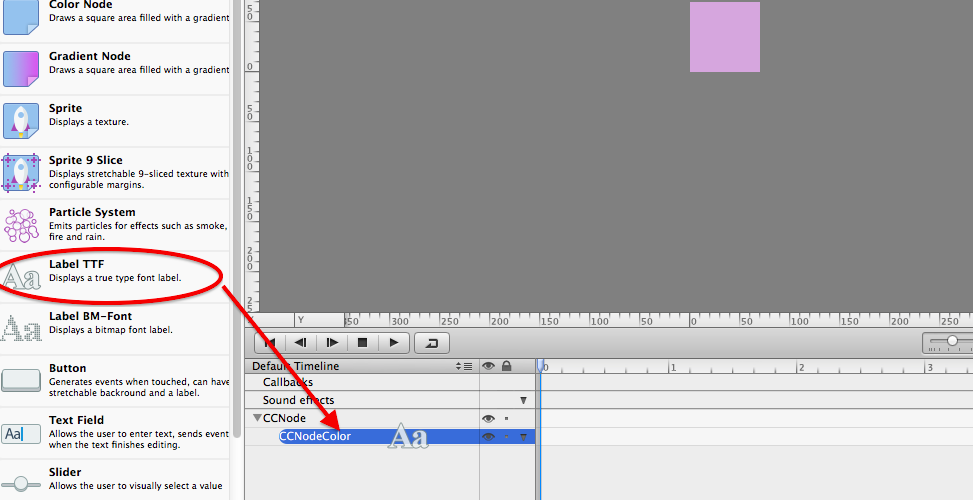 Color Node
Draws a square area filled with a gradient
Gradient Node
Draws a square area filled with a gradient
Sprite
Displays a texture.
Sprite 9 Slice
Displays stretchable 9-sliced texture with
configurable margins.
Particle System
Emits particles for effects such as smoke,
fire and rain.
Aa
Label TTF
Displays a true type font label.
Aa
Label BM-Font
Displays a bitmap font label.
Button
Generates events when touched, can have
stretchable backround and a label.
Aa
Text Field
Allows the user to enter text, sends event
when the text finishes editing.
Slider
Allows the user to visually select a value
50
0
50
100
150
200
25
X Y 350 300 250 200 150 100 50 0 50 100 150 200 250
Default Timeline 0 1 2 3
Callbacks
Sound effects
CCNode
CCNodeColor Aa